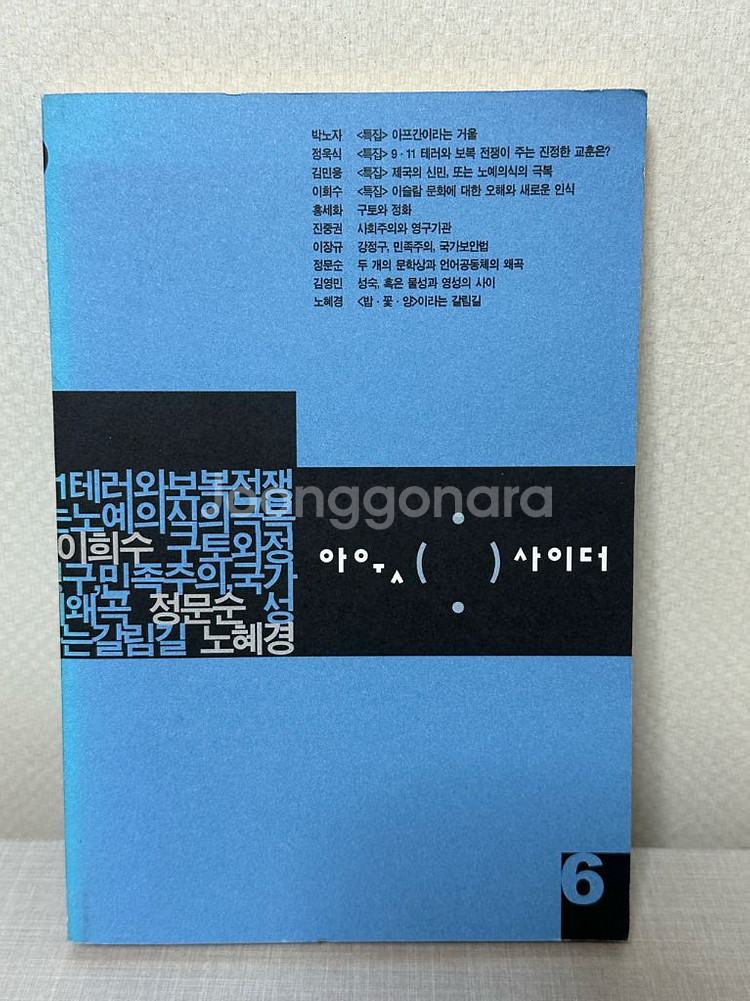 박노자 <특집> 아프간이라는 거울
정욱식 <특집> 9·11 테러와 보복 전쟁이 주는 진정한 교훈은?
김민웅 <특집> 제국의 신민, 또는 노예의식의 극복
이희수 <특집> 이슬람 문화에 대한 오해와 새로운 인식
홍세화 구토와 정화
진중권 사회주의와 영구기관
이장규 강정구, 민족주의, 국가보안법
정문순 두 개의 문학상과 언어공동체의 왜곡
김영민 성숙, 혹은 물성과 영성의 사이
노혜경 <밥·꽃·양>이라는 갈림길
1테러와보복전쟁
는노예의식의극복
이희수 구토와정
구,민족주의,국가
왜곡 정문순 성
는갈림길 노혜경
아웃( )사이더
joonggonara
6